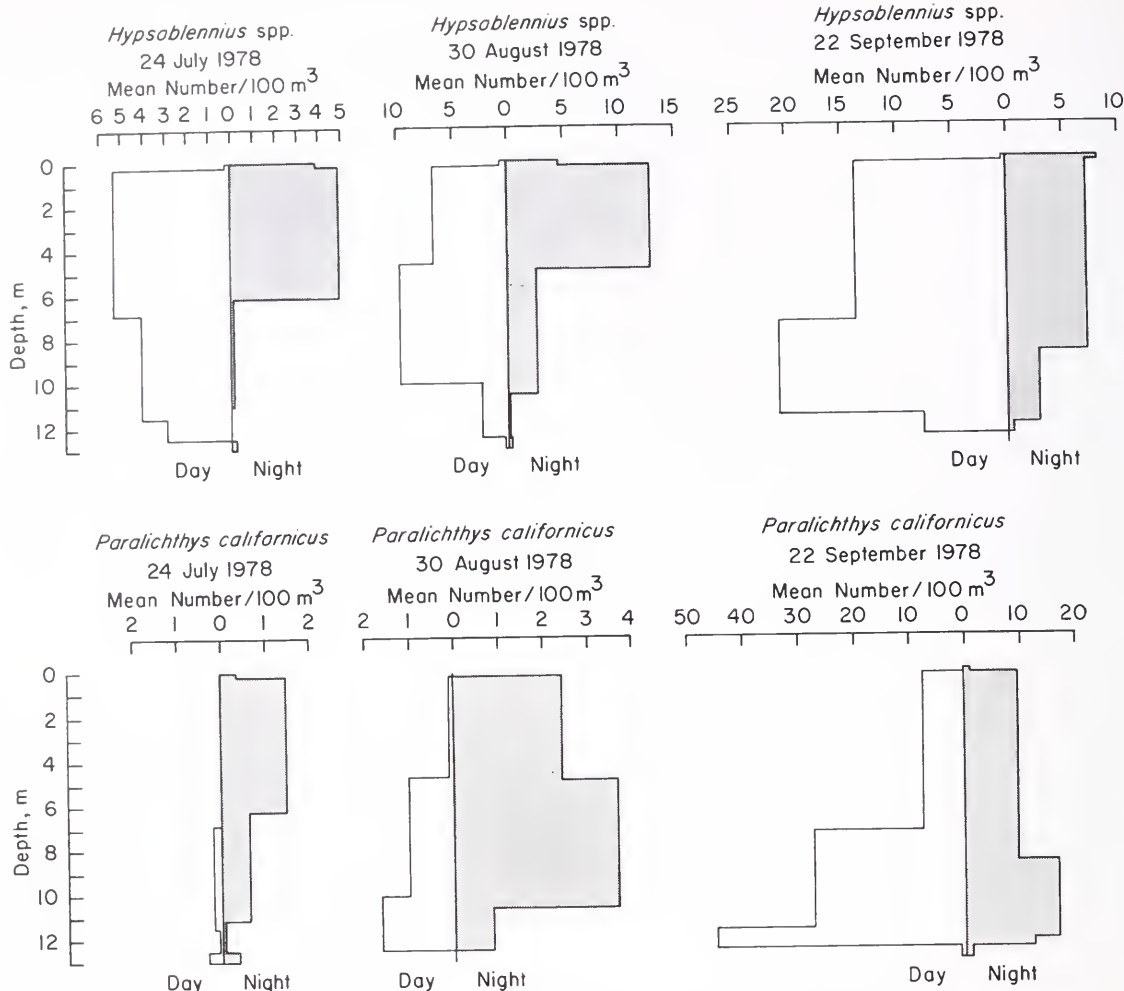 Hypsoblennius spp.
24 July 1978
Mean Number/100 m³
6 5 4 3 2 1 0 1 2 3 4 5
Hypsoblennius spp.
30 August 1978
Mean Number/100 m³
10 5 0 5 10 15
Hypsoblennius spp.
22 September 1978
Mean Number/100 m³
25 20 15 10 5 0 5 10
Depth, m
0
2
4
6
8
10
12
Day Night
Day Night
Day Night
Paralichthys californicus
24 July 1978
Mean Number/100 m³
2 1 0 1 2
Paralichthys californicus
30 August 1978
Mean Number/100 m³
2 1 0 1 2 3 4
Paralichthys californicus
22 September 1978
Mean Number/100 m³
50 40 30 20 10 0 10 20
Depth, m
0
2
4
6
8
10
12
Day Night
Day Night
Day Night